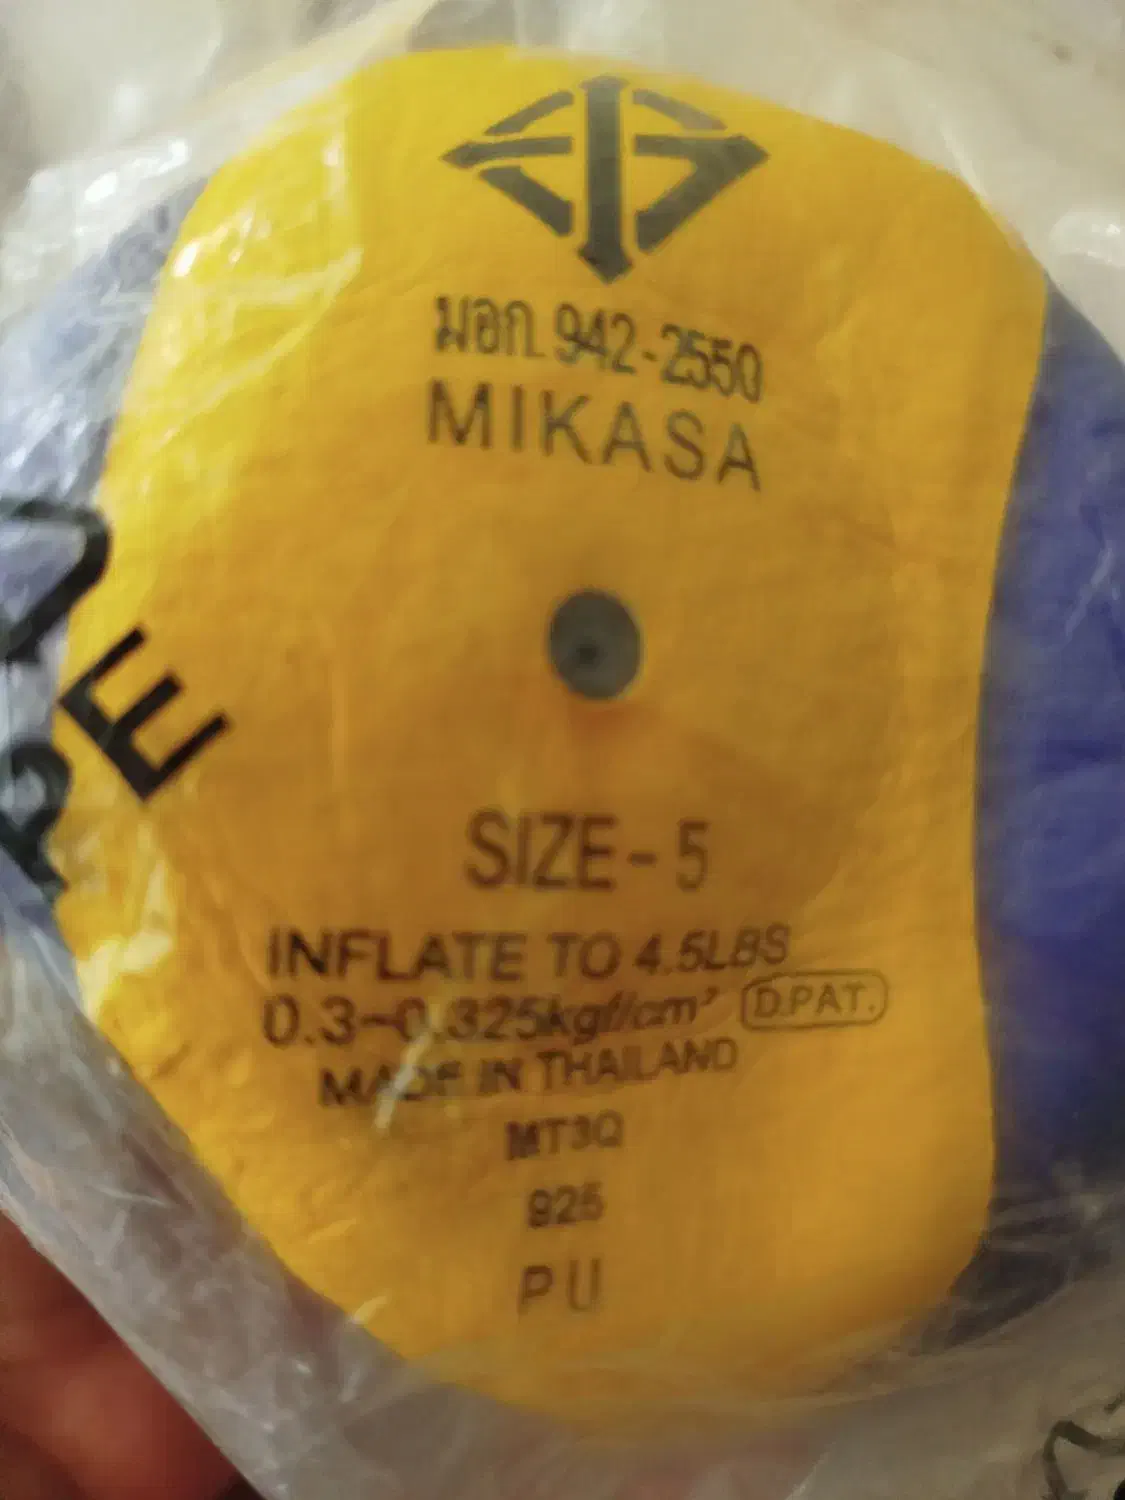 มอก. 942-2550
MIKASA
SIZE - 5
INFLATE TO 4.5LBS
0.3~0.325kgf/cm² D.PAT.
MADE IN THAILAND
MT3Q
925
PU
PE